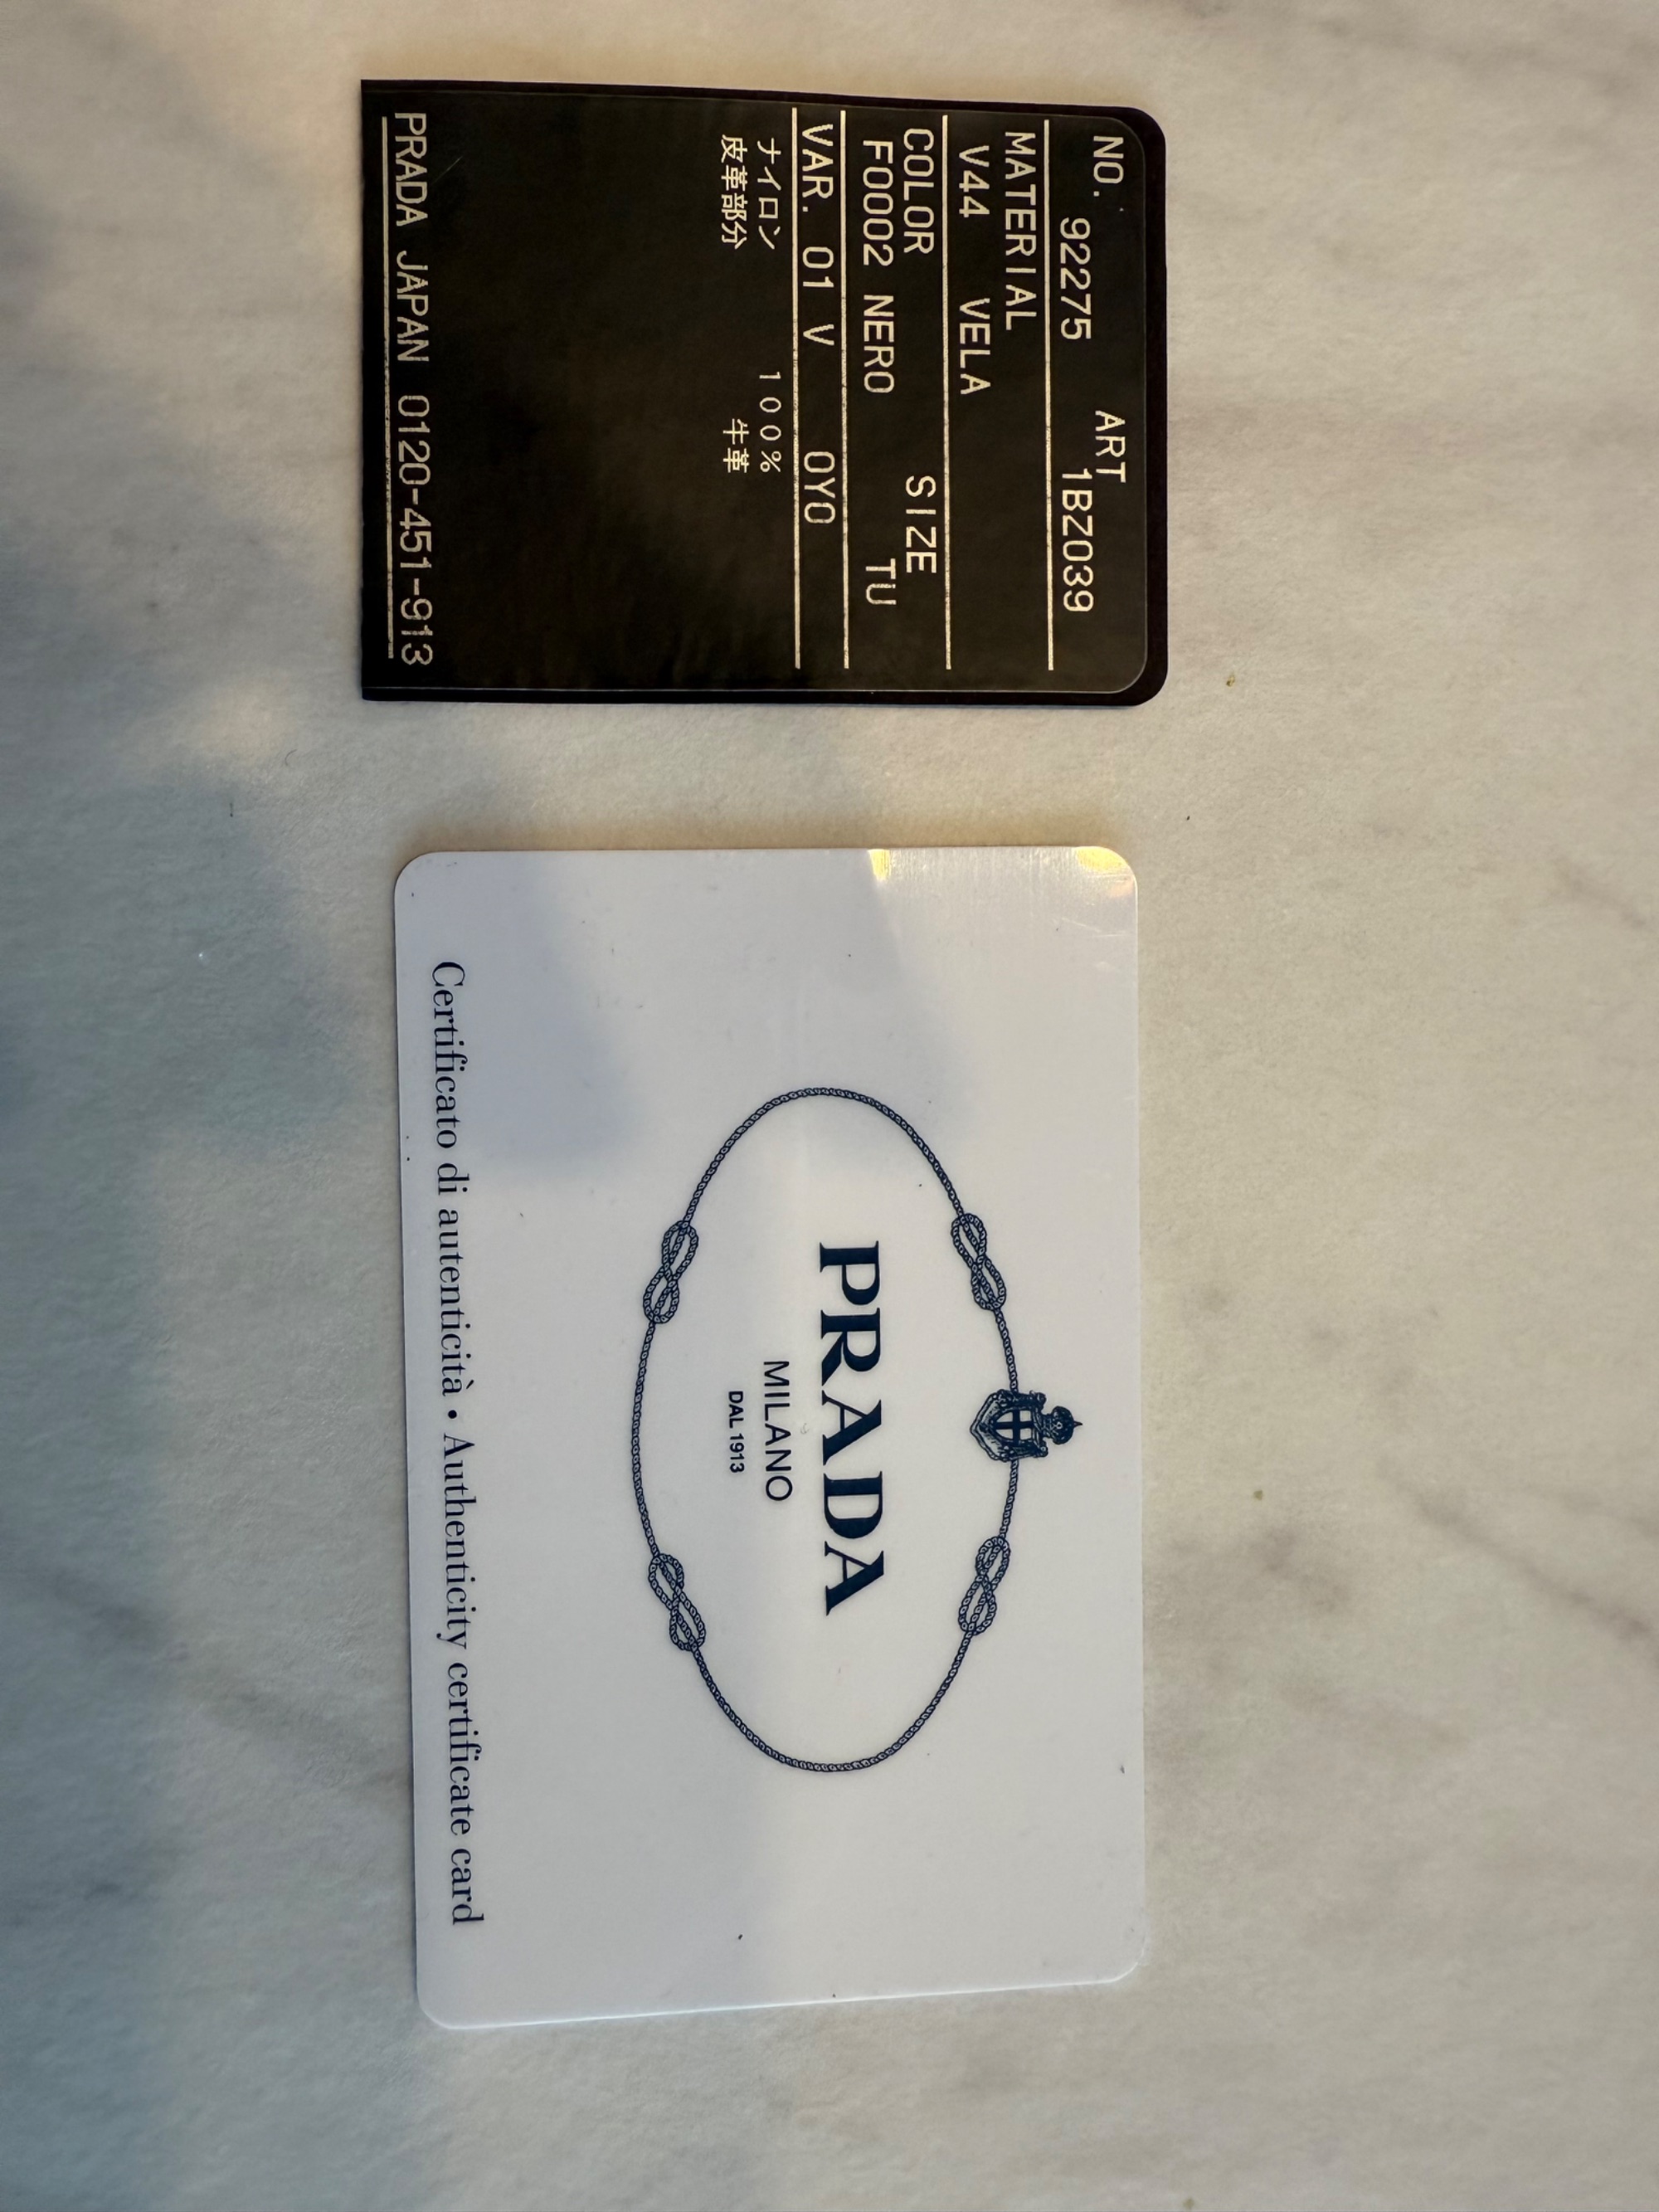 NO. ART
92275 1BZ039
MATERIAL
V44 VELA
COLOR SIZE
F0002 NERO TU
VAR. 01 V 0Y0
ナイロン 100%
皮革部分 牛革
PRADA JAPAN 0120-451-913
PRADA
MILANO
DAL 1913
Certificato di autenticità • Authenticity certificate card